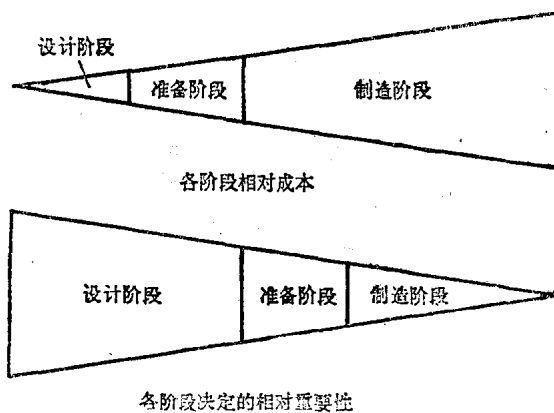 设计阶段
准备阶段
制造阶段
各阶段相对成本
设计阶段
准备阶段
制造阶段
各阶段决定的相对重要性